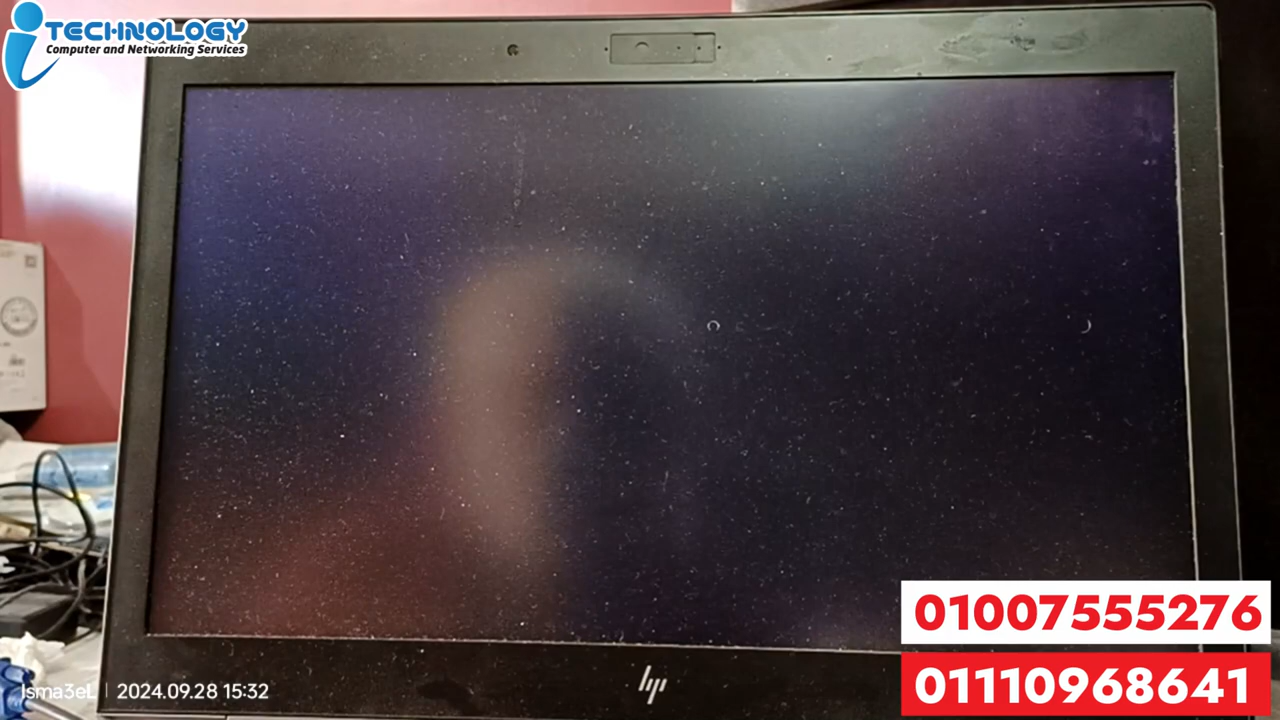 TECHNOLOGY
Computer and Networking Services
hp
01007555276
01110968641
Isma3eL | 2024.09.28 15:32